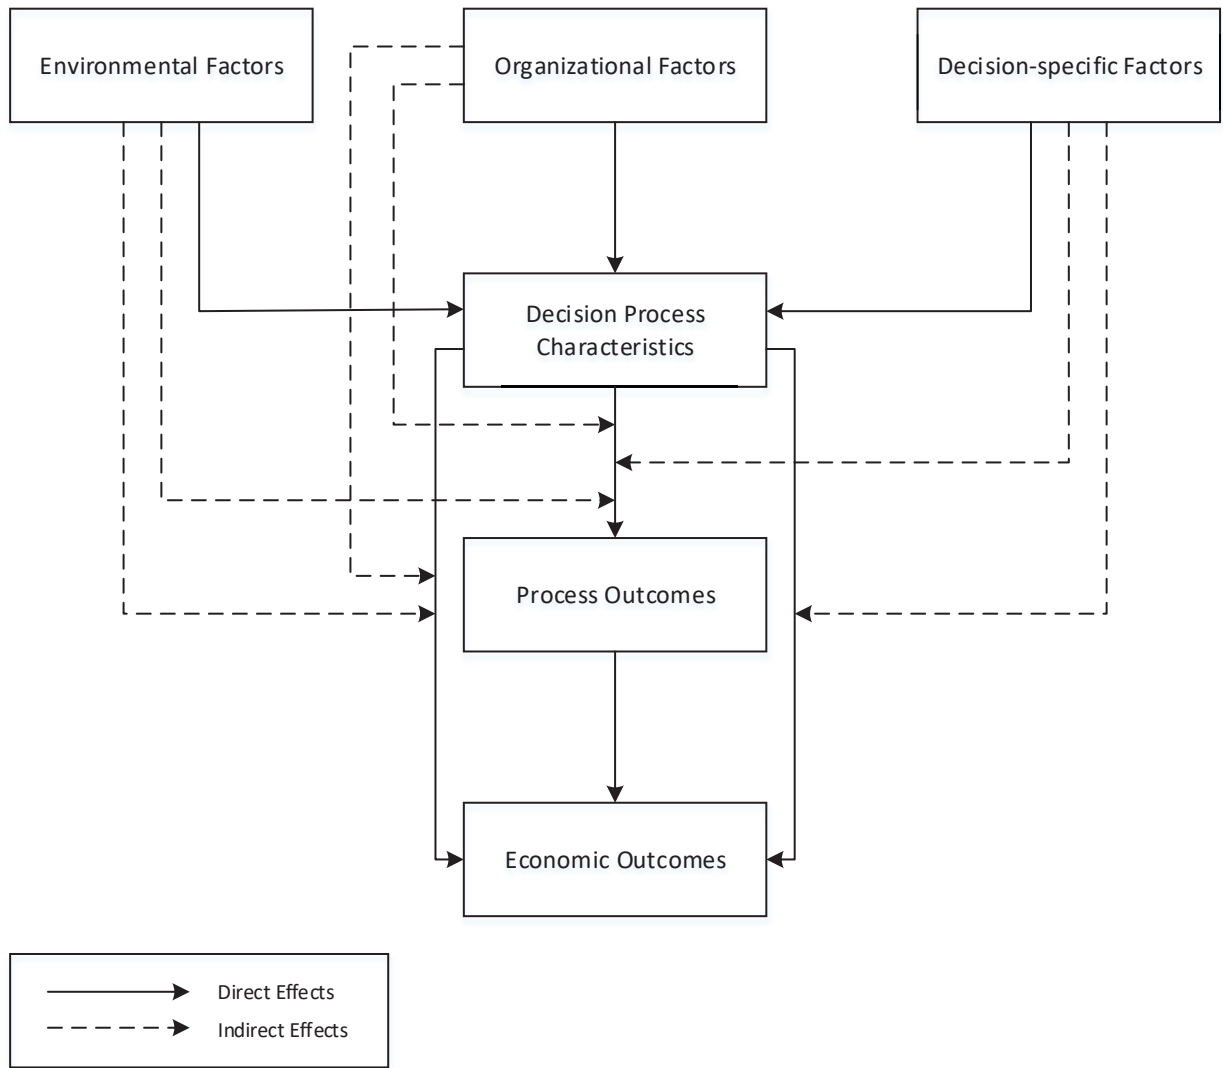 Environmental Factors
Organizational Factors
Decision-specific Factors
Decision Process
Characteristics
Process Outcomes
Economic Outcomes
Direct Effects
Indirect Effects